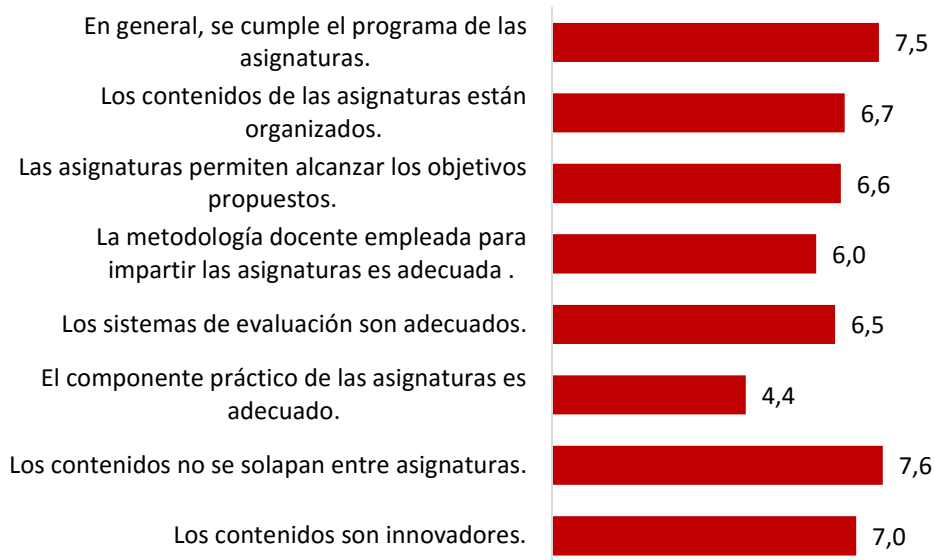 En general, se cumple el programa de las
asignaturas.
7,5
Los contenidos de las asignaturas están
organizados.
6,7
Las asignaturas permiten alcanzar los objetivos
propuestos.
6,6
La metodología docente empleada para
impartir las asignaturas es adecuada .
6,0
Los sistemas de evaluación son adecuados.
6,5
El componente práctico de las asignaturas es
adecuado.
4,4
Los contenidos no se solapan entre asignaturas.
7,6
Los contenidos son innovadores.
7,0